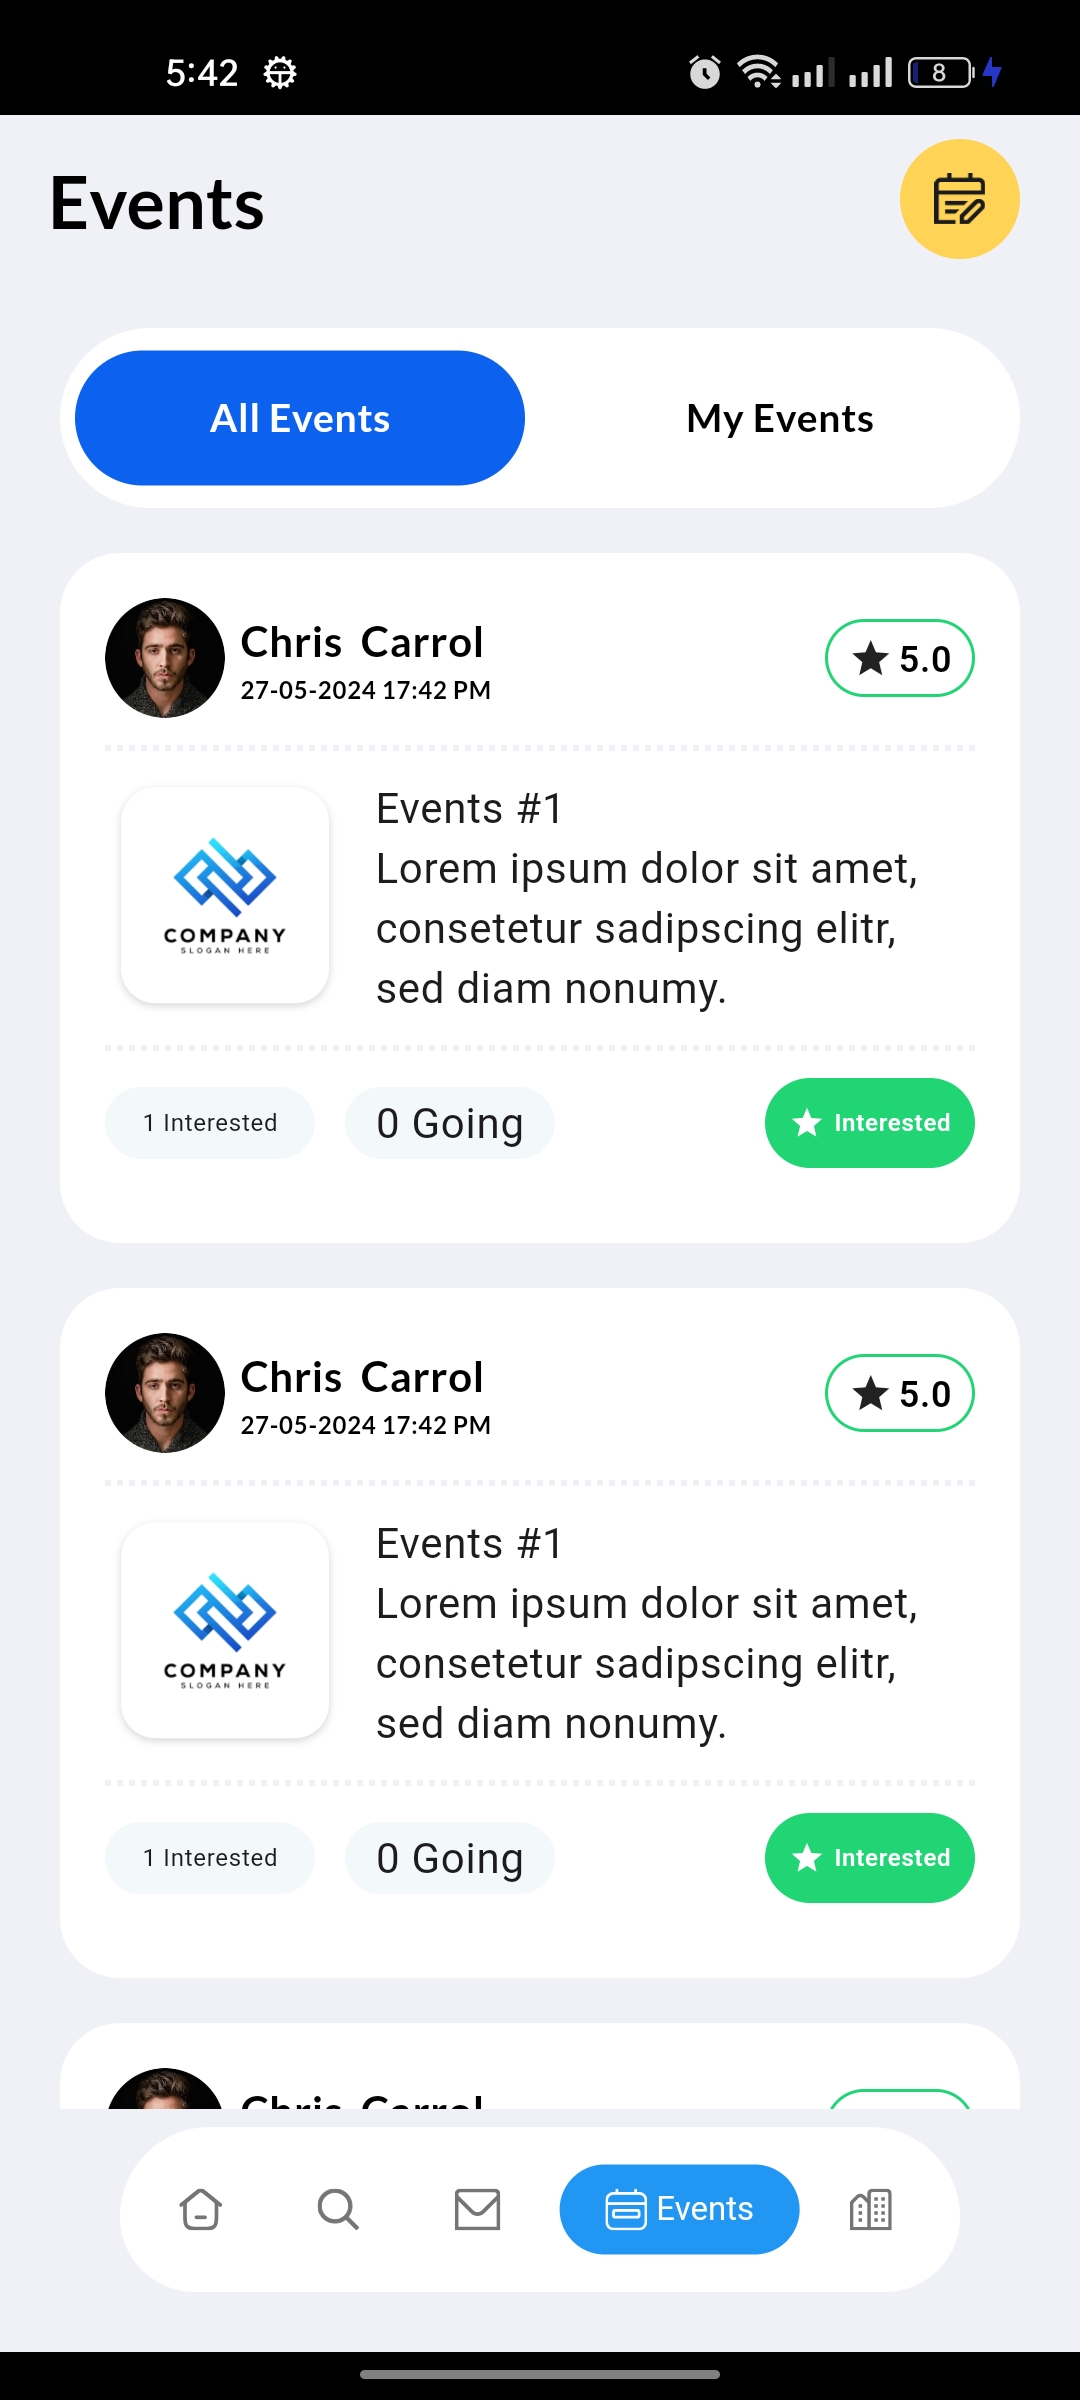 5:42
8
Events
All Events
My Events
Chris Carrol
27-05-2024 17:42 PM
5.0
COMPANY
SLOGAN HERE
Events #1
Lorem ipsum dolor sit amet,
consetetur sadipscing elitr,
sed diam nonumy.
1 Interested
0 Going
Interested
Chris Carrol
27-05-2024 17:42 PM
5.0
COMPANY
SLOGAN HERE
Events #1
Lorem ipsum dolor sit amet,
consetetur sadipscing elitr,
sed diam nonumy.
1 Interested
0 Going
Interested
Chris Carrol
Events